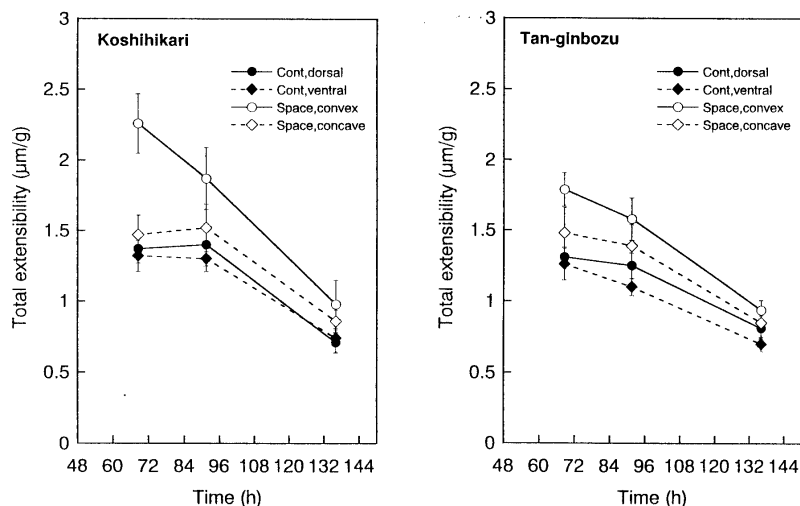 Koshihikari
Cont,dorsal
Cont,ventral
Space,convex
Space,concave
Total extensibility (μm/g)
3
2.5
2
1.5
1
0.5
0
48 60 72 84 96 108 120 132 144
Time (h)
Tan-ginbozu
Cont,dorsal
Cont,ventral
Space,convex
Space,concave
Total extensibility (μm/g)
3
2.5
2
1.5
1
0.5
0
48 60 72 84 96 108 120 132 144
Time (h)